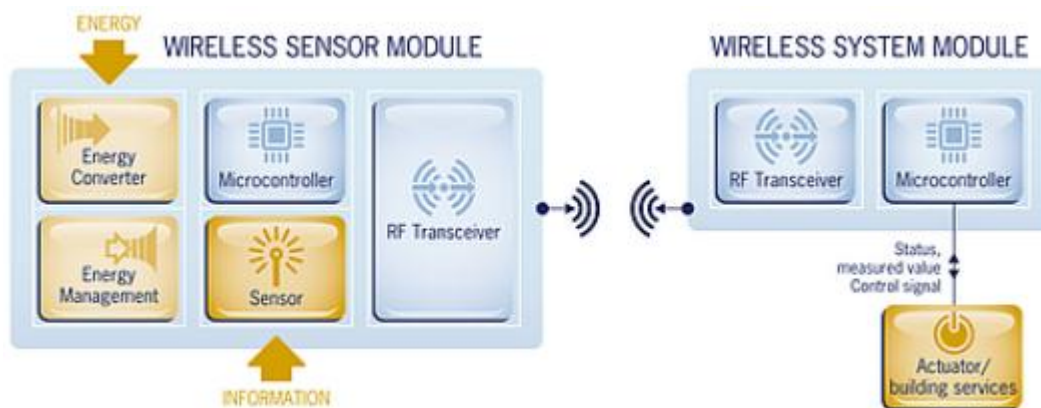 ENERGY
WIRELESS SENSOR MODULE
Energy
Converter
Microcontroller
RF Transceiver
Energy
Management
Sensor
INFORMATION
WIRELESS SYSTEM MODULE
RF Transceiver
Microcontroller
Status,
measured value
Control signal
Actuator/
building services